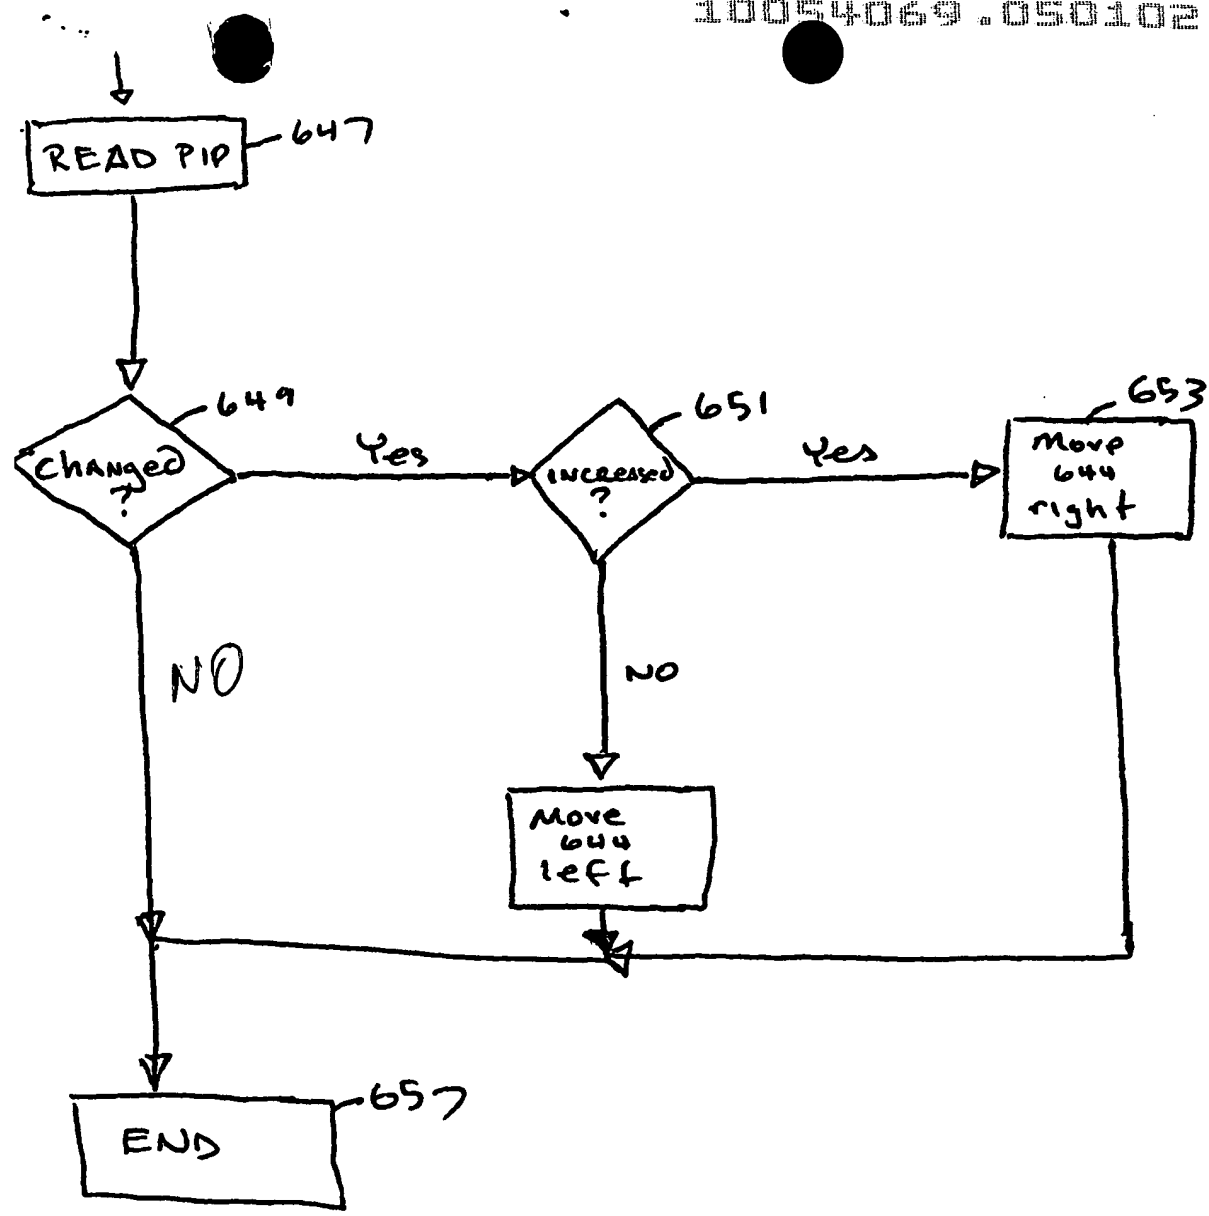 10054069.050102
647
READ PIP
649
Changed
?
Yes
651
INCREASED
?
Yes
653
Move
644
right
NO
NO
Move
644
left
657
END